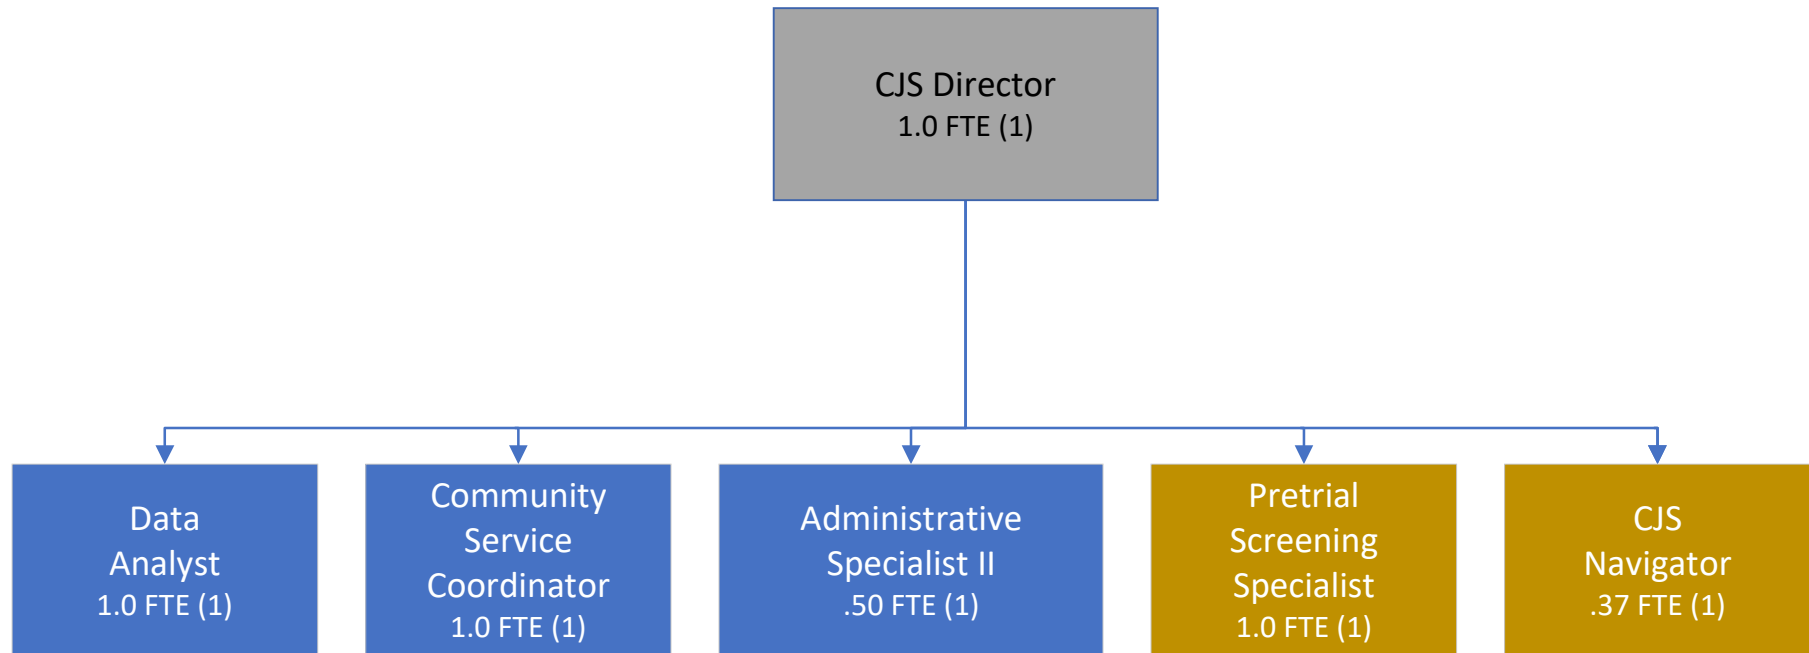 CJS Director
1.0 FTE (1)
Data
Analyst
1.0 FTE (1)
Community
Service
Coordinator
1.0 FTE (1)
Administrative
Specialist II
.50 FTE (1)
Pretrial
Screening
Specialist
1.0 FTE (1)
CJS
Navigator
.37 FTE (1)